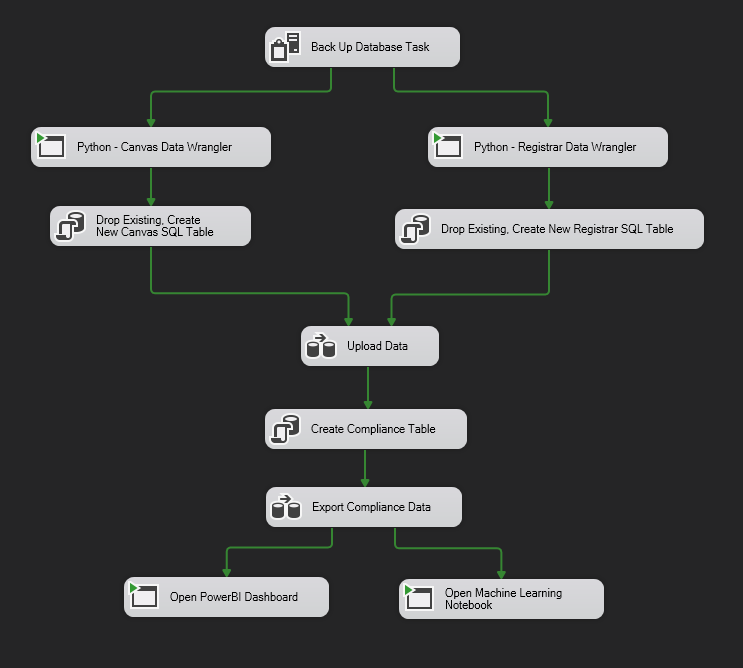 Back Up Database Task
Python - Canvas Data Wrangler
Python - Registrar Data Wrangler
Drop Existing, Create
New Canvas SQL Table
Drop Existing, Create New Registrar SQL Table
Upload Data
Create Compliance Table
Export Compliance Data
Open PowerBI Dashboard
Open Machine Learning
Notebook